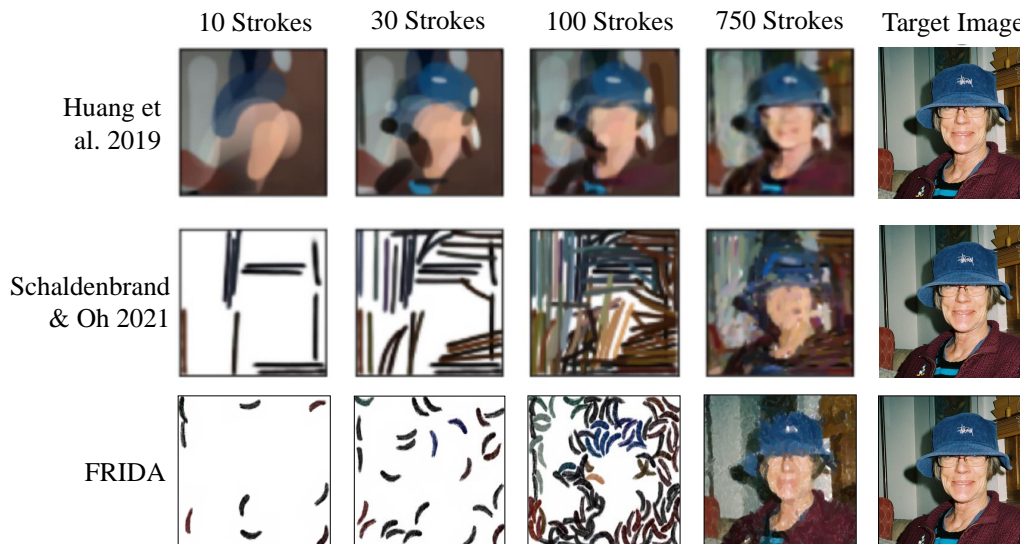 10 Strokes
30 Strokes
100 Strokes
750 Strokes
Target Image
Huang et
al. 2019
Schaldenbrand
& Oh 2021
FRIDA